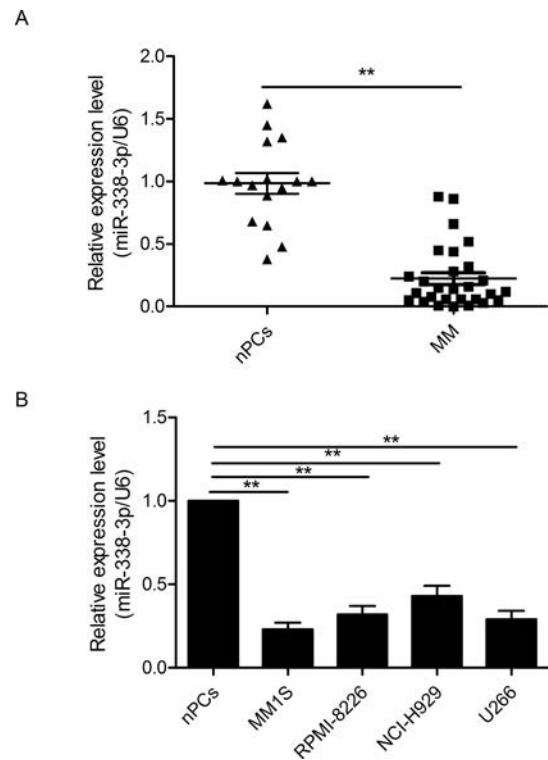 A
Relative expression level
(miR-338-3p/U6)
2.0
1.5
1.0
0.5
0.0
**
nPCs
MM
B
Relative expression level
(miR-338-3p/U6)
1.5
1.0
0.5
0.0
**
**
**
**
nPCs
MM1S
RPMI-8226
NCI-H929
U266